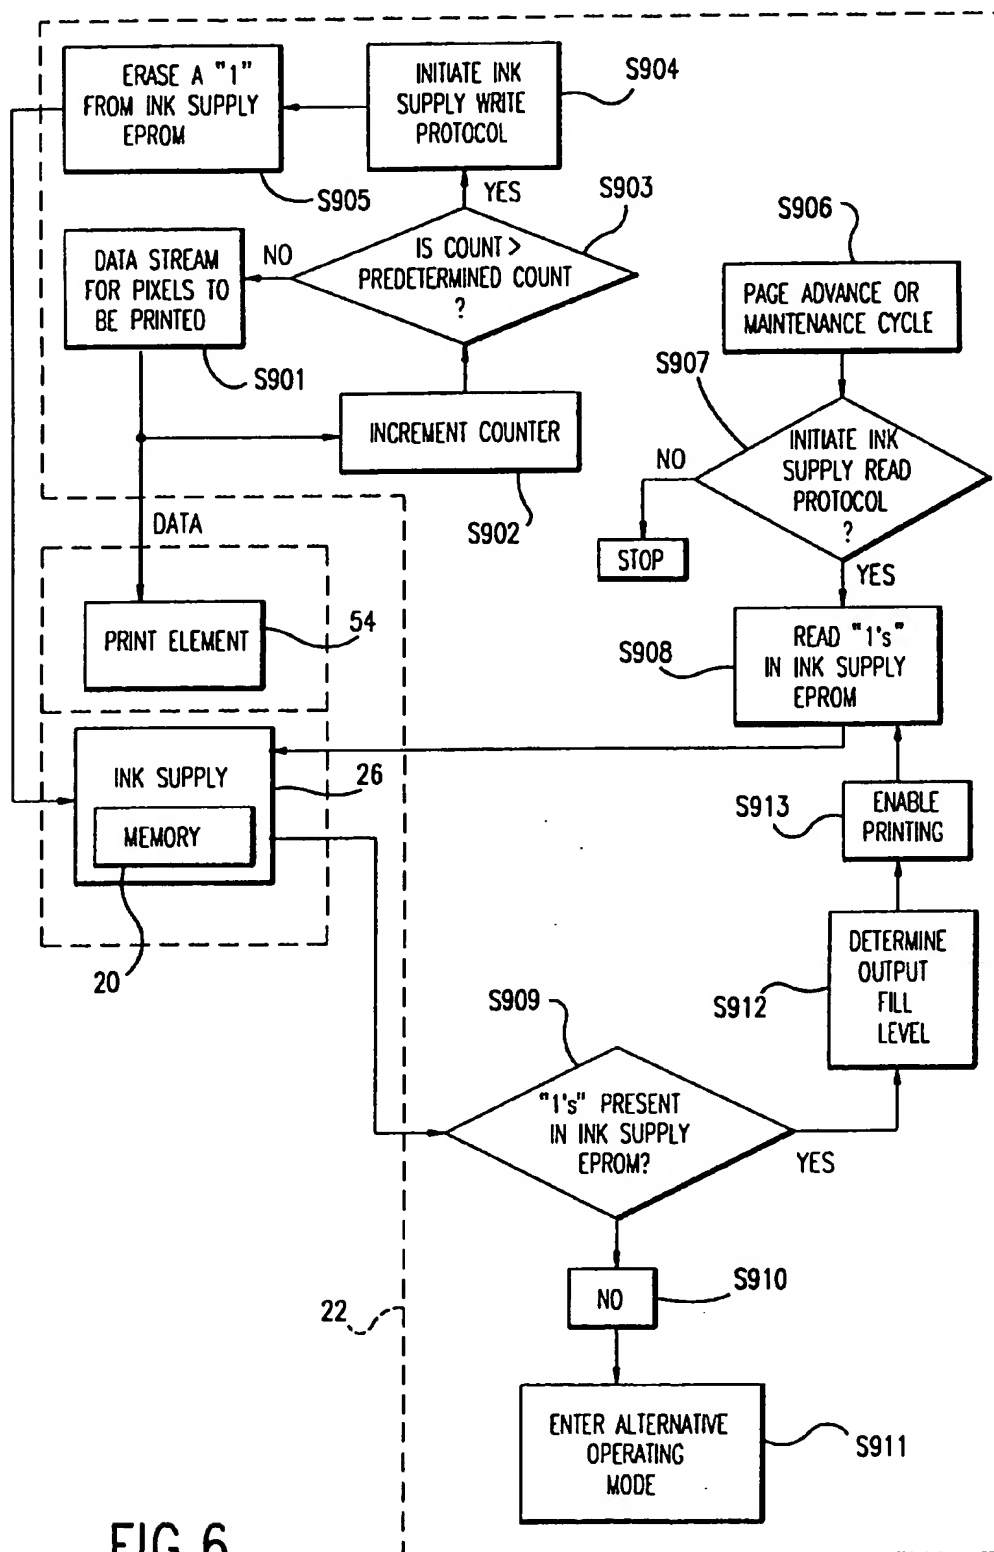 ERASE A "1"
FROM INK SUPPLY
EPROM
S905
INITIATE INK
SUPPLY WRITE
PROTOCOL
S904
YES
S903
IS COUNT >
PREDETERMINED COUNT
?
NO
DATA STREAM
FOR PIXELS TO
BE PRINTED
S901
INCREMENT COUNTER
S902
S906
PAGE ADVANCE OR
MAINTENANCE CYCLE
S907
INITIATE INK
SUPPLY READ
PROTOCOL
?
NO
STOP
YES
DATA
PRINT ELEMENT
54
S908
READ "1's"
IN INK SUPPLY
EPROM
INK SUPPLY
26
MEMORY
20
S913
ENABLE
PRINTING
S912
DETERMINE
OUTPUT
FILL
LEVEL
S909
"1's" PRESENT
IN INK SUPPLY
EPROM?
YES
NO
S910
22
ENTER ALTERNATIVE
OPERATING
MODE
S911
FIG 6